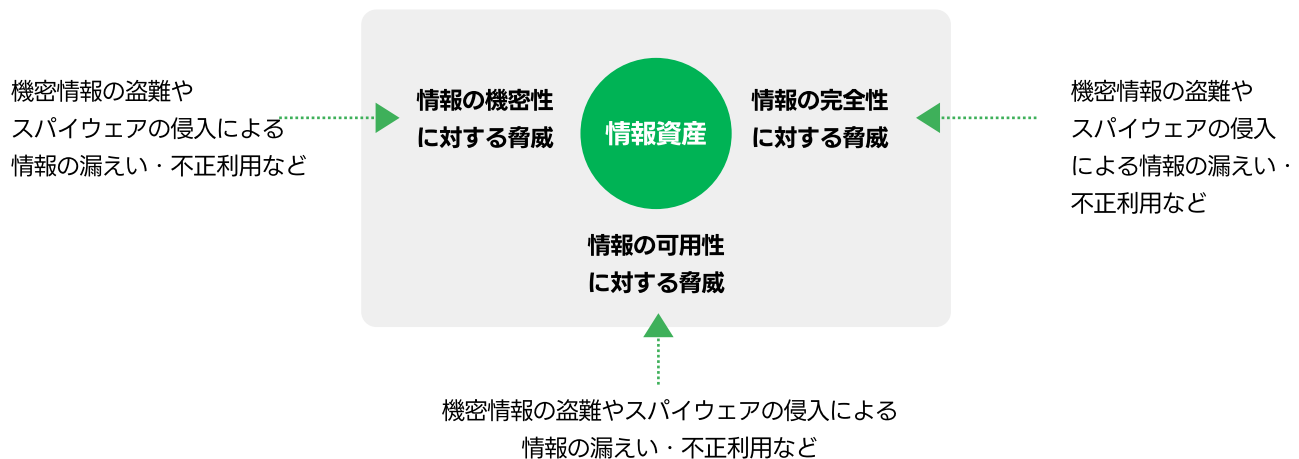 機密情報の盗難や
スパイウェアの侵入による
情報の漏えい・不正利用など
情報の機密性
に対する脅威
情報資産
情報の完全性
に対する脅威
機密情報の盗難や
スパイウェアの侵入
による情報の漏えい・
不正利用など
情報の可用性
に対する脅威
機密情報の盗難やスパイウェアの侵入による
情報の漏えい・不正利用など